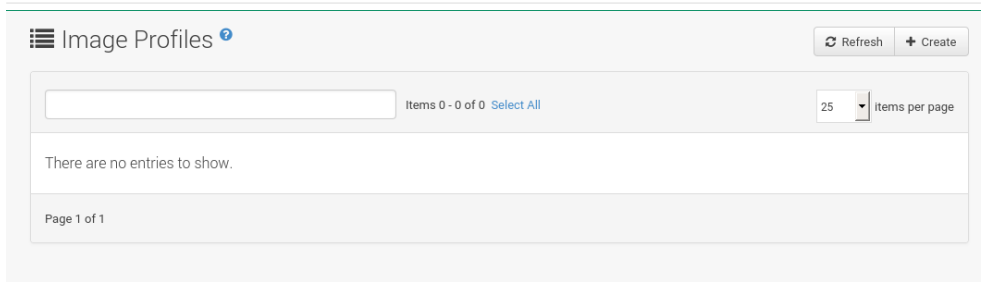 Image Profiles ?
Refresh + Create
Items 0 - 0 of 0 Select All
25 items per page
There are no entries to show.
Page 1 of 1